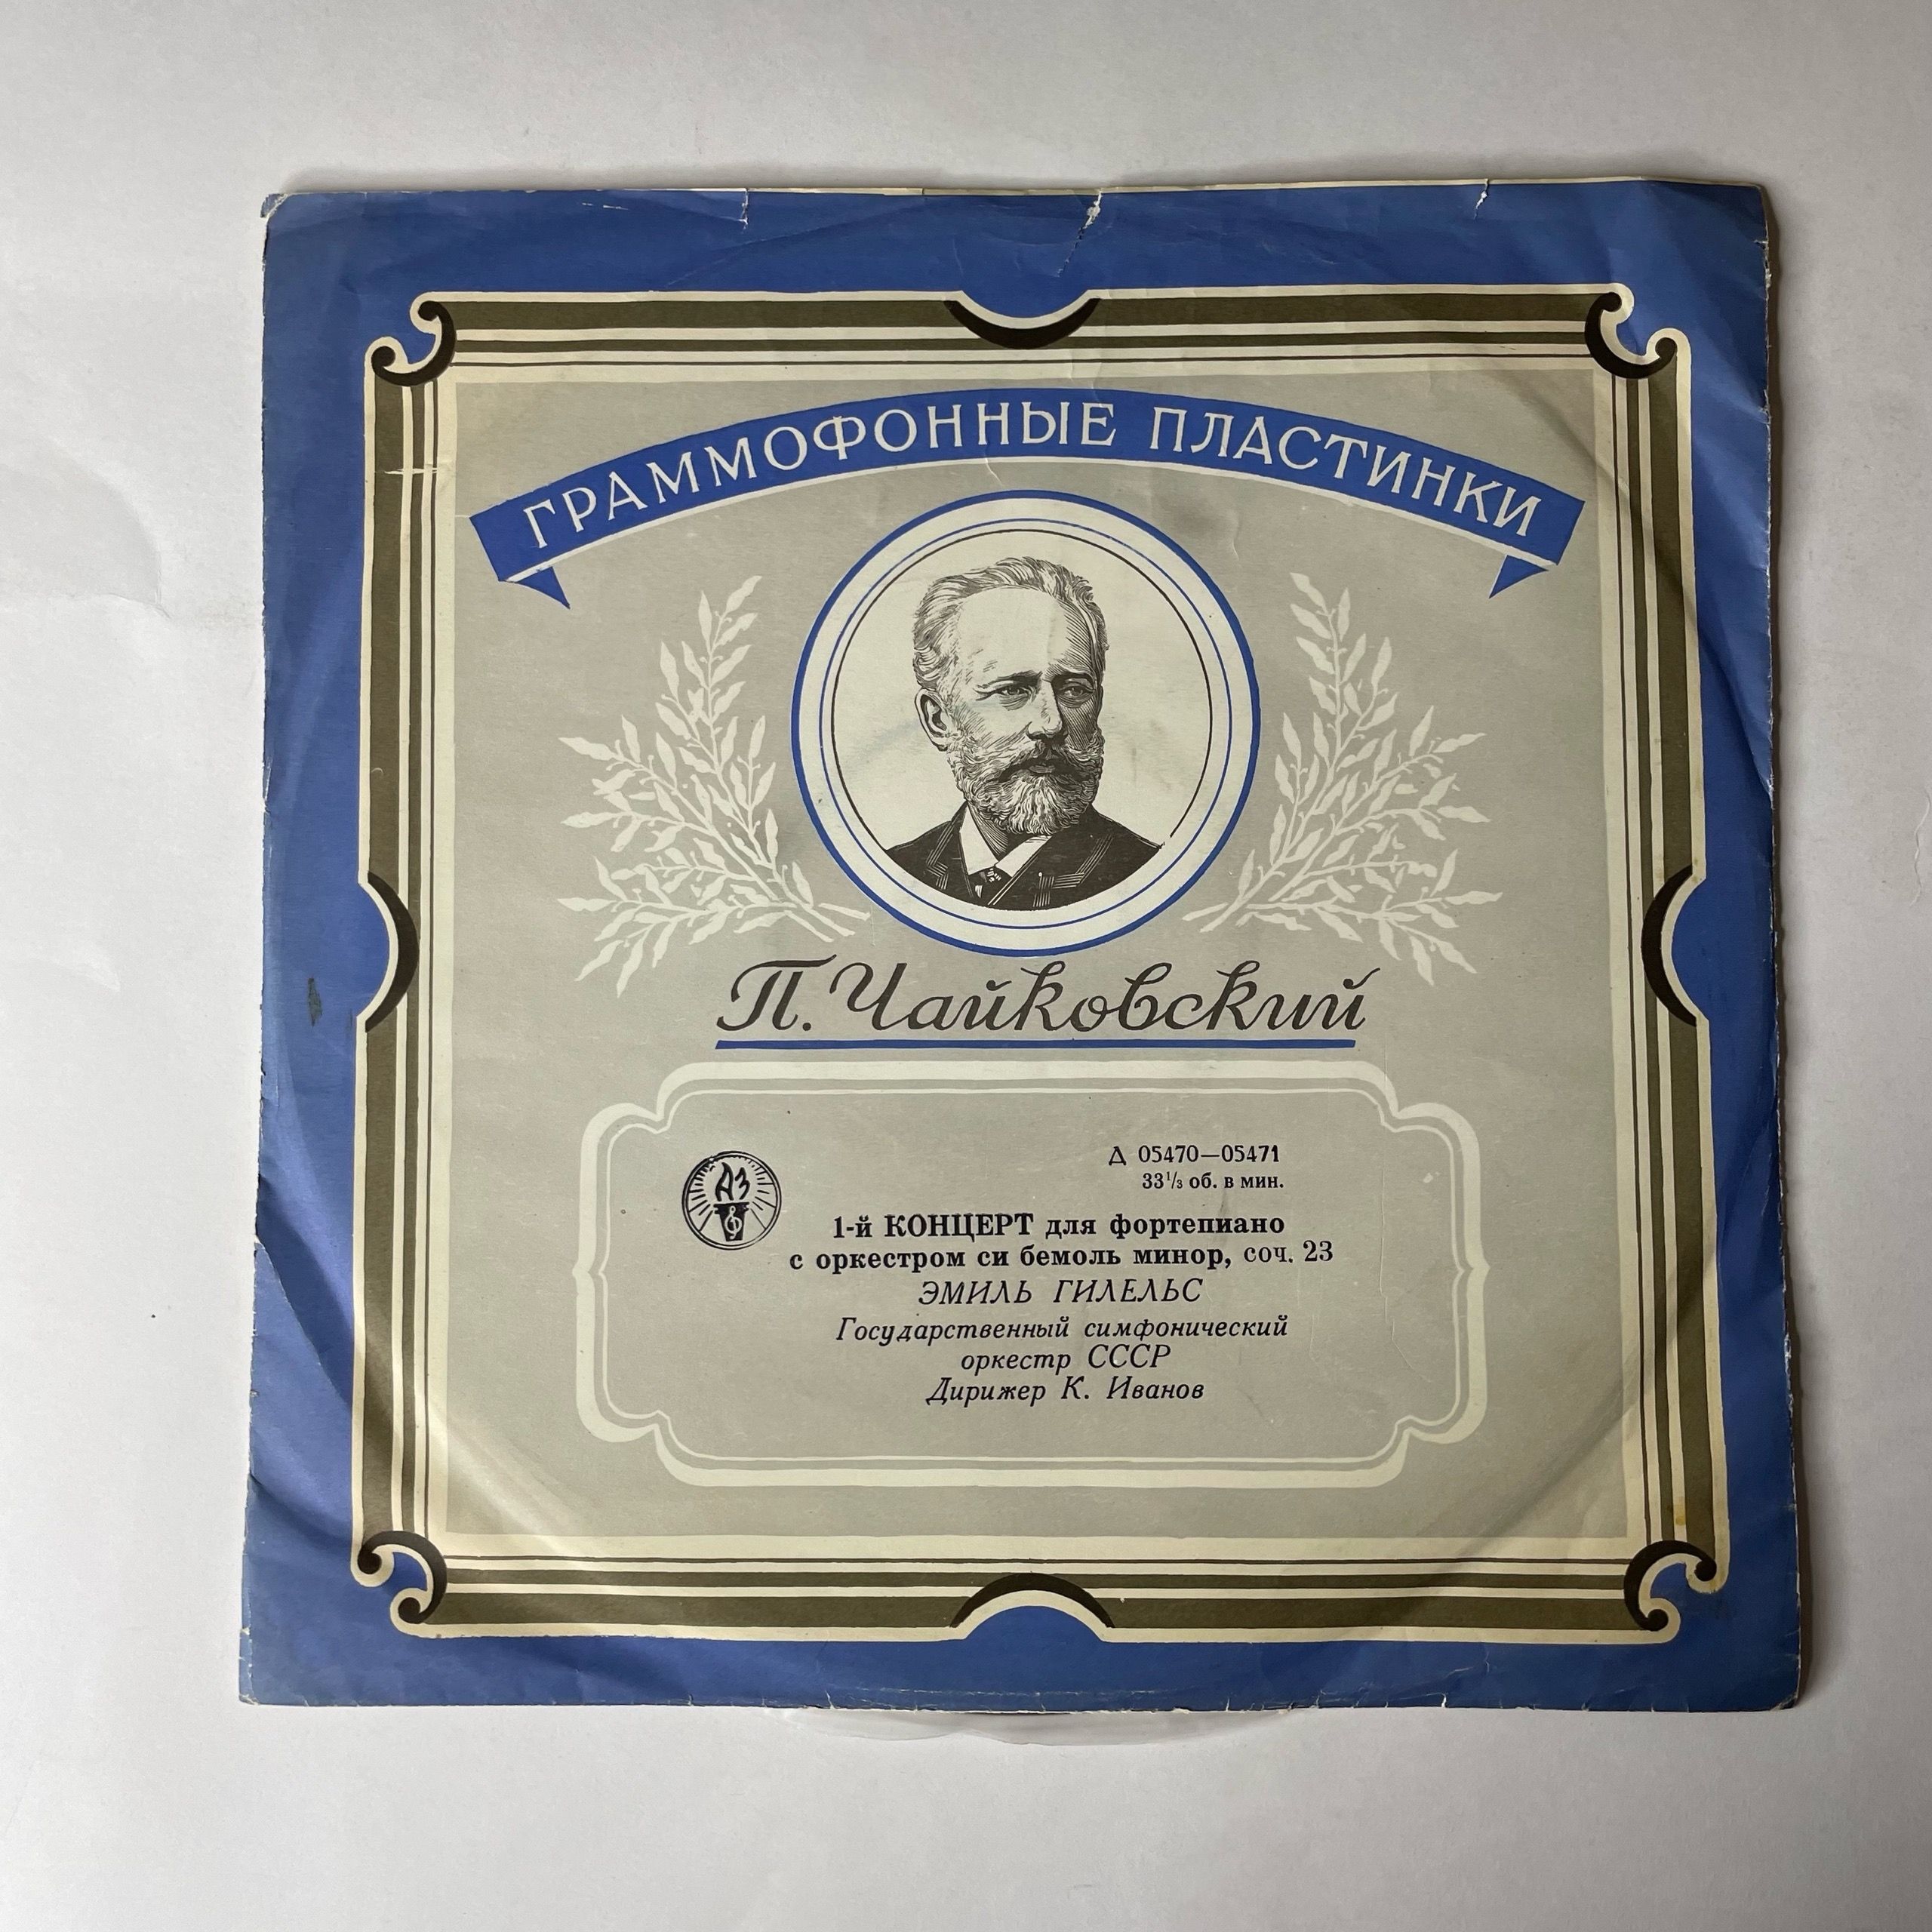 ГРАММОФОННЫЕ ПЛАСТИНКИ
П. Чайковский
АЗ
Д 05470—05471
33⅓ об. в мин.
1-й КОНЦЕРТ для фортепиано
с оркестром си бемоль минор, соч. 23
ЭМИЛЬ ГИЛЕЛЬС
Государственный симфонический
оркестр СССР
Дирижер К. Иванов